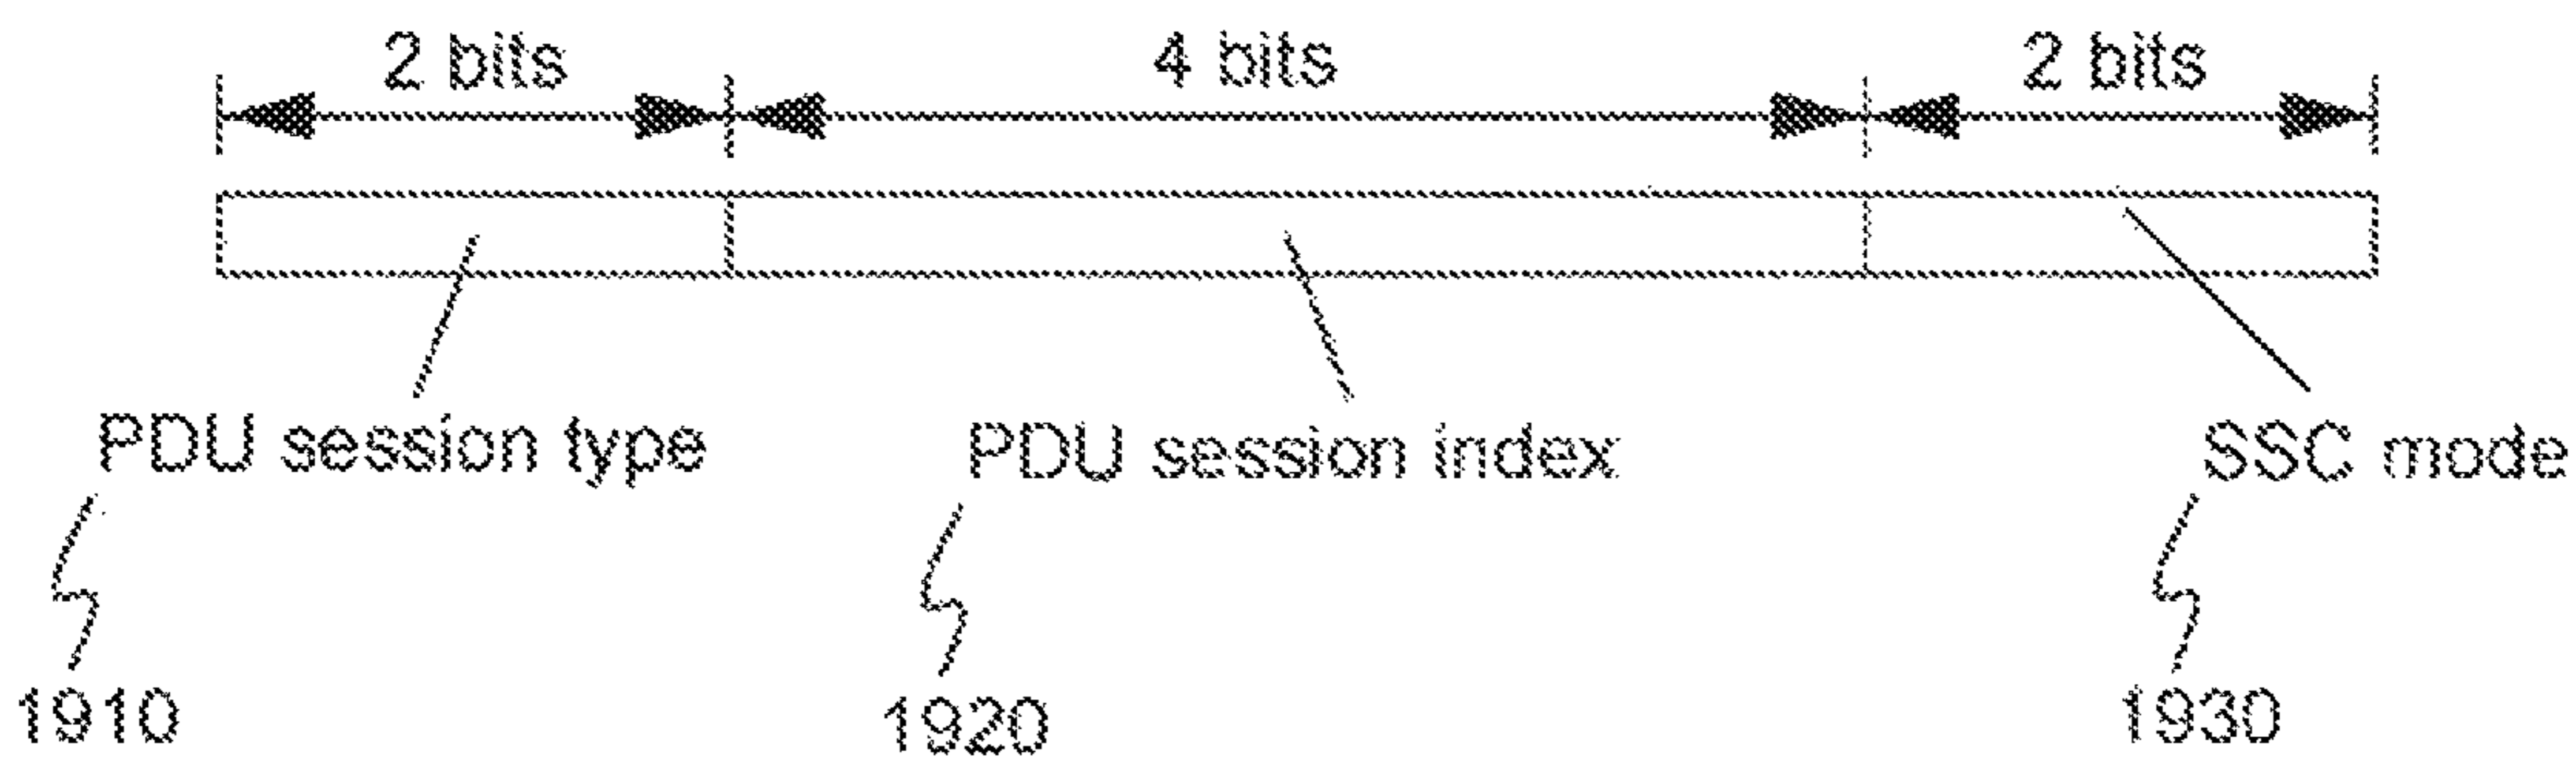 2 bits 4 bits 2 bits
PDU session type PDU session index SSC mode
1910 1920 1930